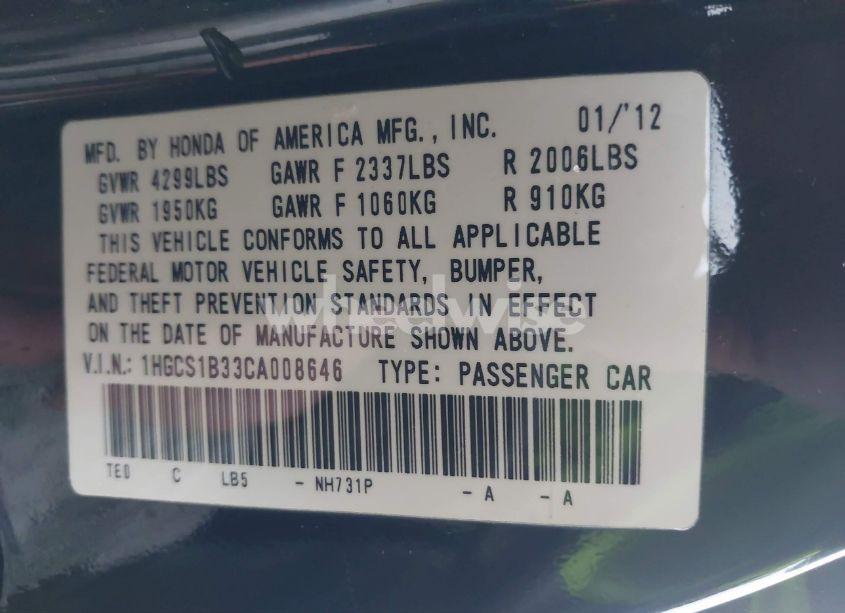 MFD. BY HONDA OF AMERICA MFG., INC. 01/'12
GVWR 4299LBS GAWR F 2337LBS R 2006LBS
GVWR 1950KG GAWR F 1060KG R 910KG
THIS VEHICLE CONFORMS TO ALL APPLICABLE
FEDERAL MOTOR VEHICLE SAFETY, BUMPER,
AND THEFT PREVENTION STANDARDS IN EFFECT
ON THE DATE OF MANUFACTURE SHOWN ABOVE.
V.I.N.: 1HGCS1B33CA008646 TYPE: PASSENGER CAR
TE0 C LB5 - NH731P - A - A
wheelwise